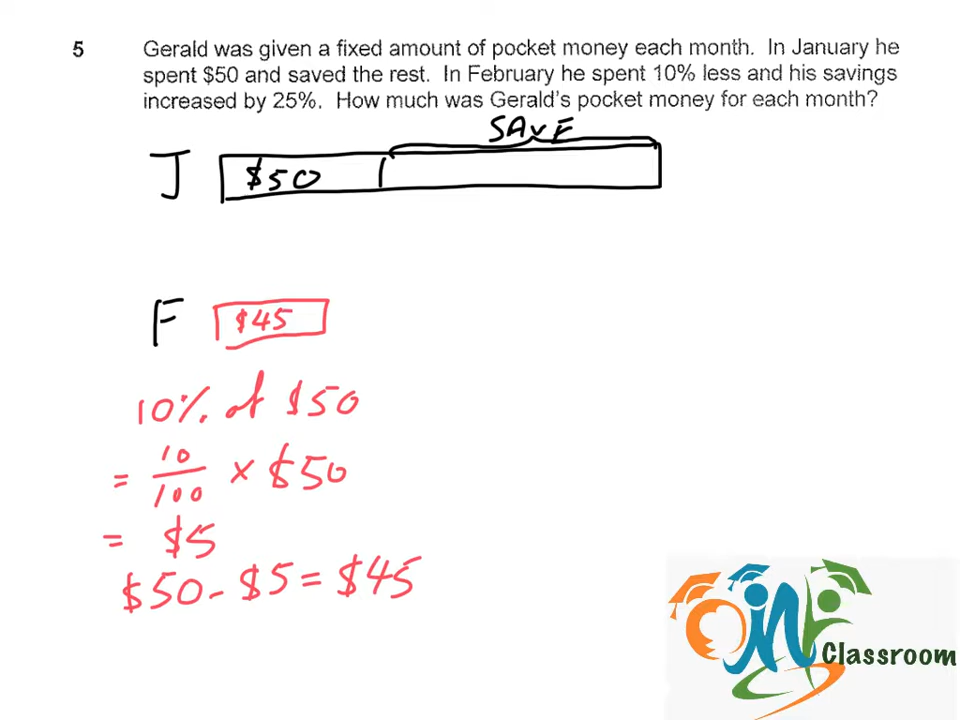 5 Gerald was given a fixed amount of pocket money each month. In January he
spent $50 and saved the rest. In February he spent 10% less and his savings
increased by 25%. How much was Gerald's pocket money for each month?
SAVE
J $50
F $45
10% of $50
= 10/100 × $50
= $5
$50 - $5 = $45
Classroom